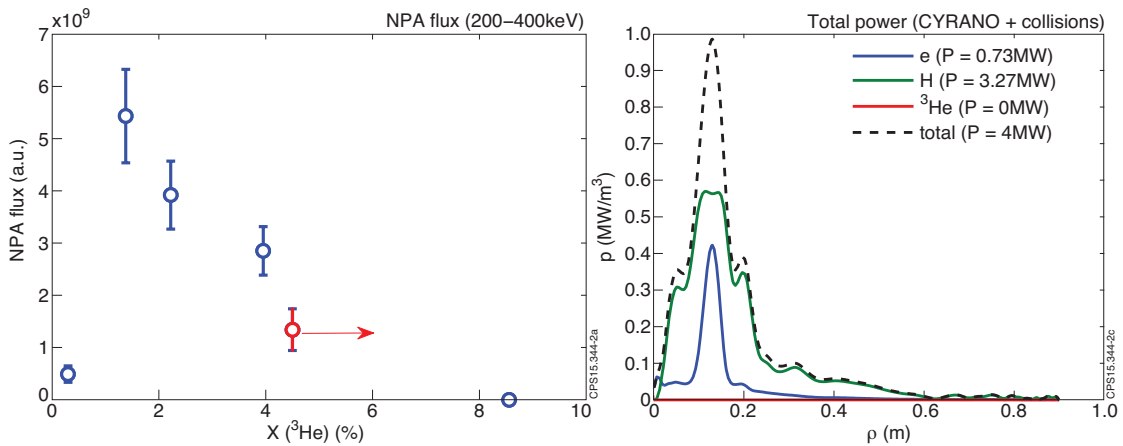 ×10⁹
NPA flux (200−400keV)
7
6
5
4
3
2
1
0
NPA flux (a.u.)
0 2 4 6 8 10
X (³He) (%)
CPS15.344-2a
Total power (CYRANO + collisions)
1.0
0.9
0.8
0.7
0.6
0.5
0.4
0.3
0.2
0.1
0
p (MW/m³)
e (P = 0.73MW)
H (P = 3.27MW)
³He (P = 0MW)
total (P = 4MW)
0 0.2 0.4 0.6 0.8 1.0
ρ (m)
CPS15.344-2c